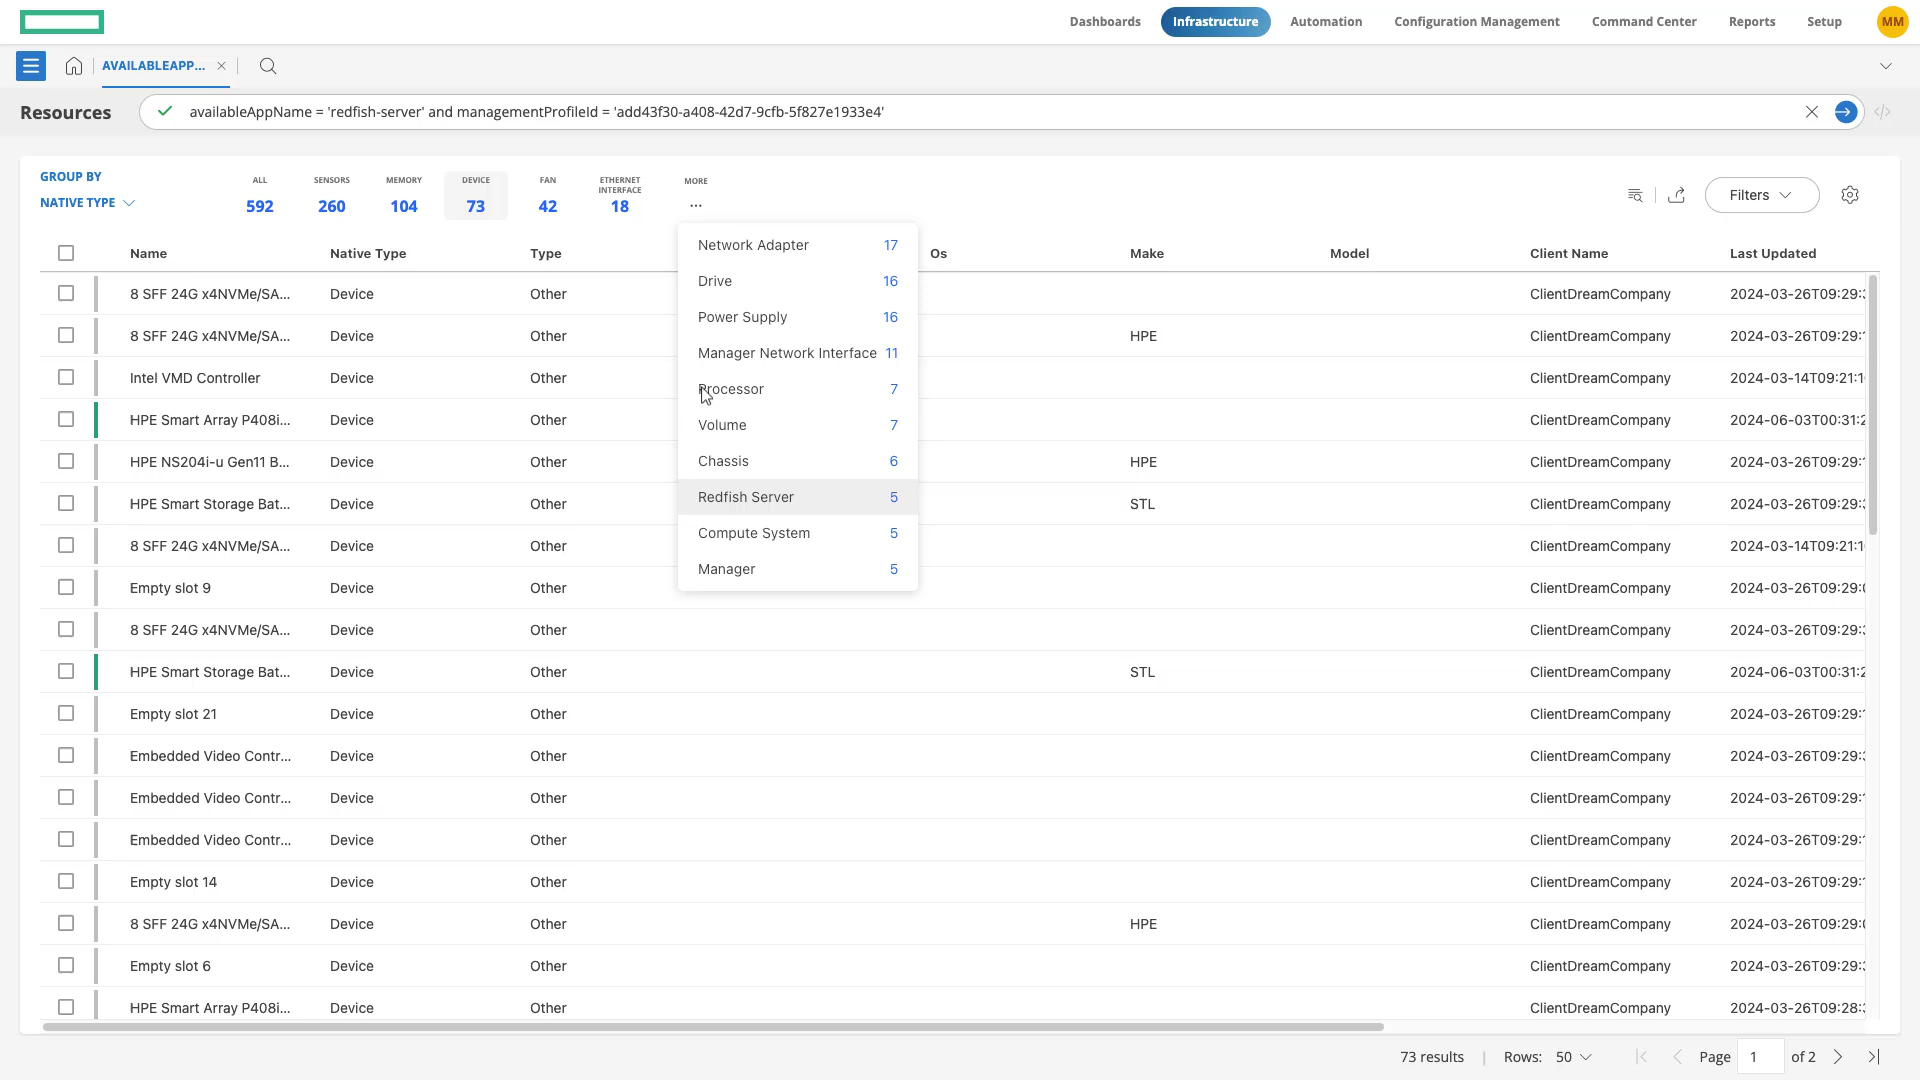 Dashboards Infrastructure Automation Configuration Management Command Center Reports Setup MM
AVAILABLEAPP...
Resources availableAppName = 'redfish-server' and managementProfileId = 'add43f30-a408-42d7-9cfb-5f827e1933e4'
GROUP BY
NATIVE TYPE
ALL 592
SENSORS 260
MEMORY 104
DEVICE 73
FAN 42
ETHERNET INTERFACE 18
MORE ...
Filters
Network Adapter 17
Drive 16
Power Supply 16
Manager Network Interface 11
Processor 7
Volume 7
Chassis 6
Redfish Server 5
Compute System 5
Manager 5
Name Native Type Type Os Make Model Client Name Last Updated
8 SFF 24G x4NVMe/SA... Device Other ClientDreamCompany 2024-03-26T09:29:
8 SFF 24G x4NVMe/SA... Device Other HPE ClientDreamCompany 2024-03-26T09:29:
Intel VMD Controller Device Other ClientDreamCompany 2024-03-14T09:21:1
HPE Smart Array P408i... Device Other ClientDreamCompany 2024-06-03T00:31:2
HPE NS204i-u Gen11 B... Device Other HPE ClientDreamCompany 2024-03-26T09:29:
HPE Smart Storage Bat... Device Other STL ClientDreamCompany 2024-03-26T09:29:
8 SFF 24G x4NVMe/SA... Device Other ClientDreamCompany 2024-03-14T09:21:1
Empty slot 9 Device Other ClientDreamCompany 2024-03-26T09:29:
8 SFF 24G x4NVMe/SA... Device Other ClientDreamCompany 2024-03-26T09:29:
HPE Smart Storage Bat... Device Other STL ClientDreamCompany 2024-06-03T00:31:2
Empty slot 21 Device Other ClientDreamCompany 2024-03-26T09:29:
Embedded Video Contr... Device Other ClientDreamCompany 2024-03-26T09:29:
Embedded Video Contr... Device Other ClientDreamCompany 2024-03-26T09:29:
Embedded Video Contr... Device Other ClientDreamCompany 2024-03-26T09:29:
Empty slot 14 Device Other ClientDreamCompany 2024-03-26T09:29:
8 SFF 24G x4NVMe/SA... Device Other HPE ClientDreamCompany 2024-03-26T09:29:
Empty slot 6 Device Other ClientDreamCompany 2024-03-26T09:29:
HPE Smart Array P408i... Device Other ClientDreamCompany 2024-03-26T09:28:
73 results | Rows: 50 Page 1 of 2